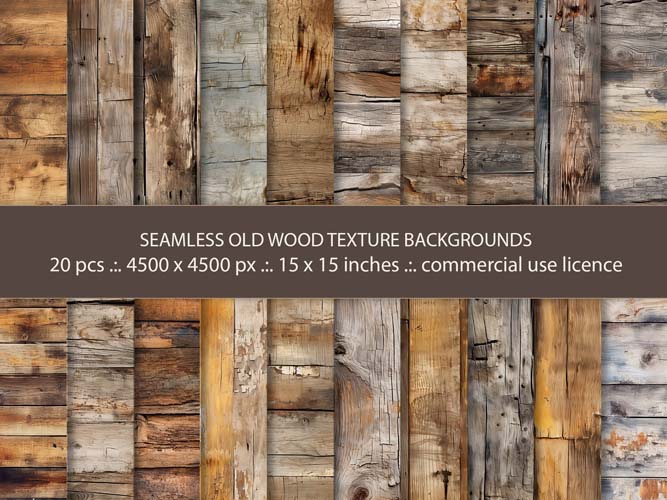 SEAMLESS OLD WOOD TEXTURE BACKGROUNDS
20 pcs .:. 4500 x 4500 px .:. 15 x 15 inches .:. commercial use licence